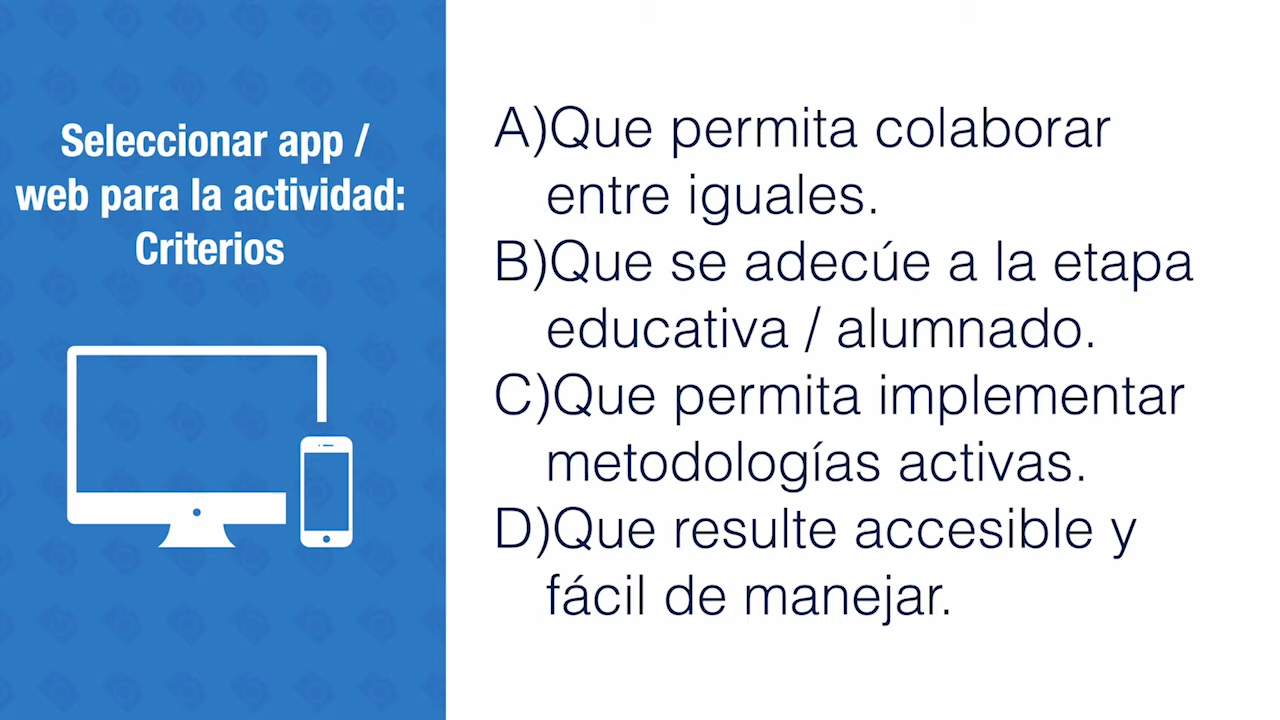 Seleccionar app /
web para la actividad:
Criterios
A)Que permita colaborar
entre iguales.
B)Que se adecúe a la etapa
educativa / alumnado.
C)Que permita implementar
metodologías activas.
D)Que resulte accesible y
fácil de manejar.